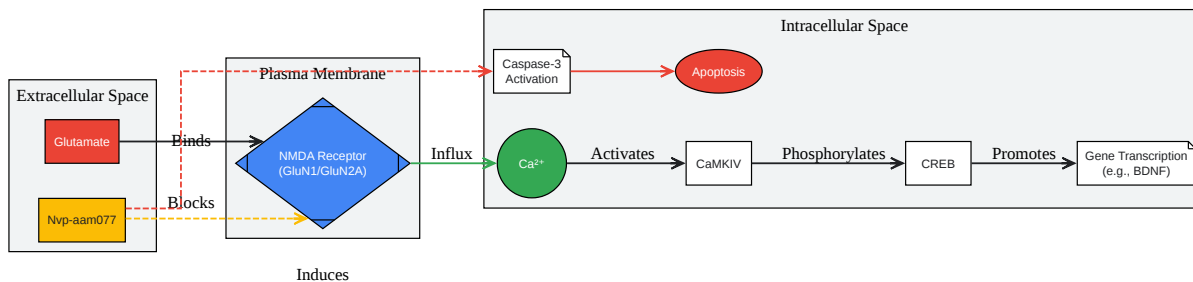 Intracellular Space
Caspase-3
Activation
Apoptosis
Plasma Membrane
Extracellular Space
Glutamate
Binds
NMDA Receptor
(GluN1/GluN2A)
Influx
Ca²⁺
Activates
CaMKIV
Phosphorylates
CREB
Promotes
Gene Transcription
(e.g., BDNF)
Nvp-aam077
Blocks
Induces